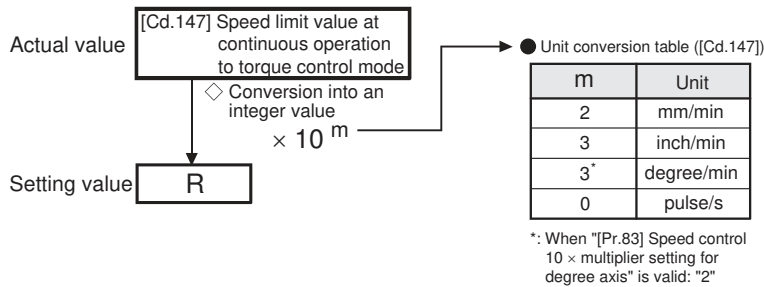 Actual value
[Cd.147] Speed limit value at
continuous operation
to torque control mode
◇ Conversion into an
integer value
× 10 m
Setting value
R
● Unit conversion table ([Cd.147])
m Unit
2 mm/min
3 inch/min
3* degree/min
0 pulse/s
*: When "[Pr.83] Speed control
10 × multiplier setting for
degree axis" is valid: "2"